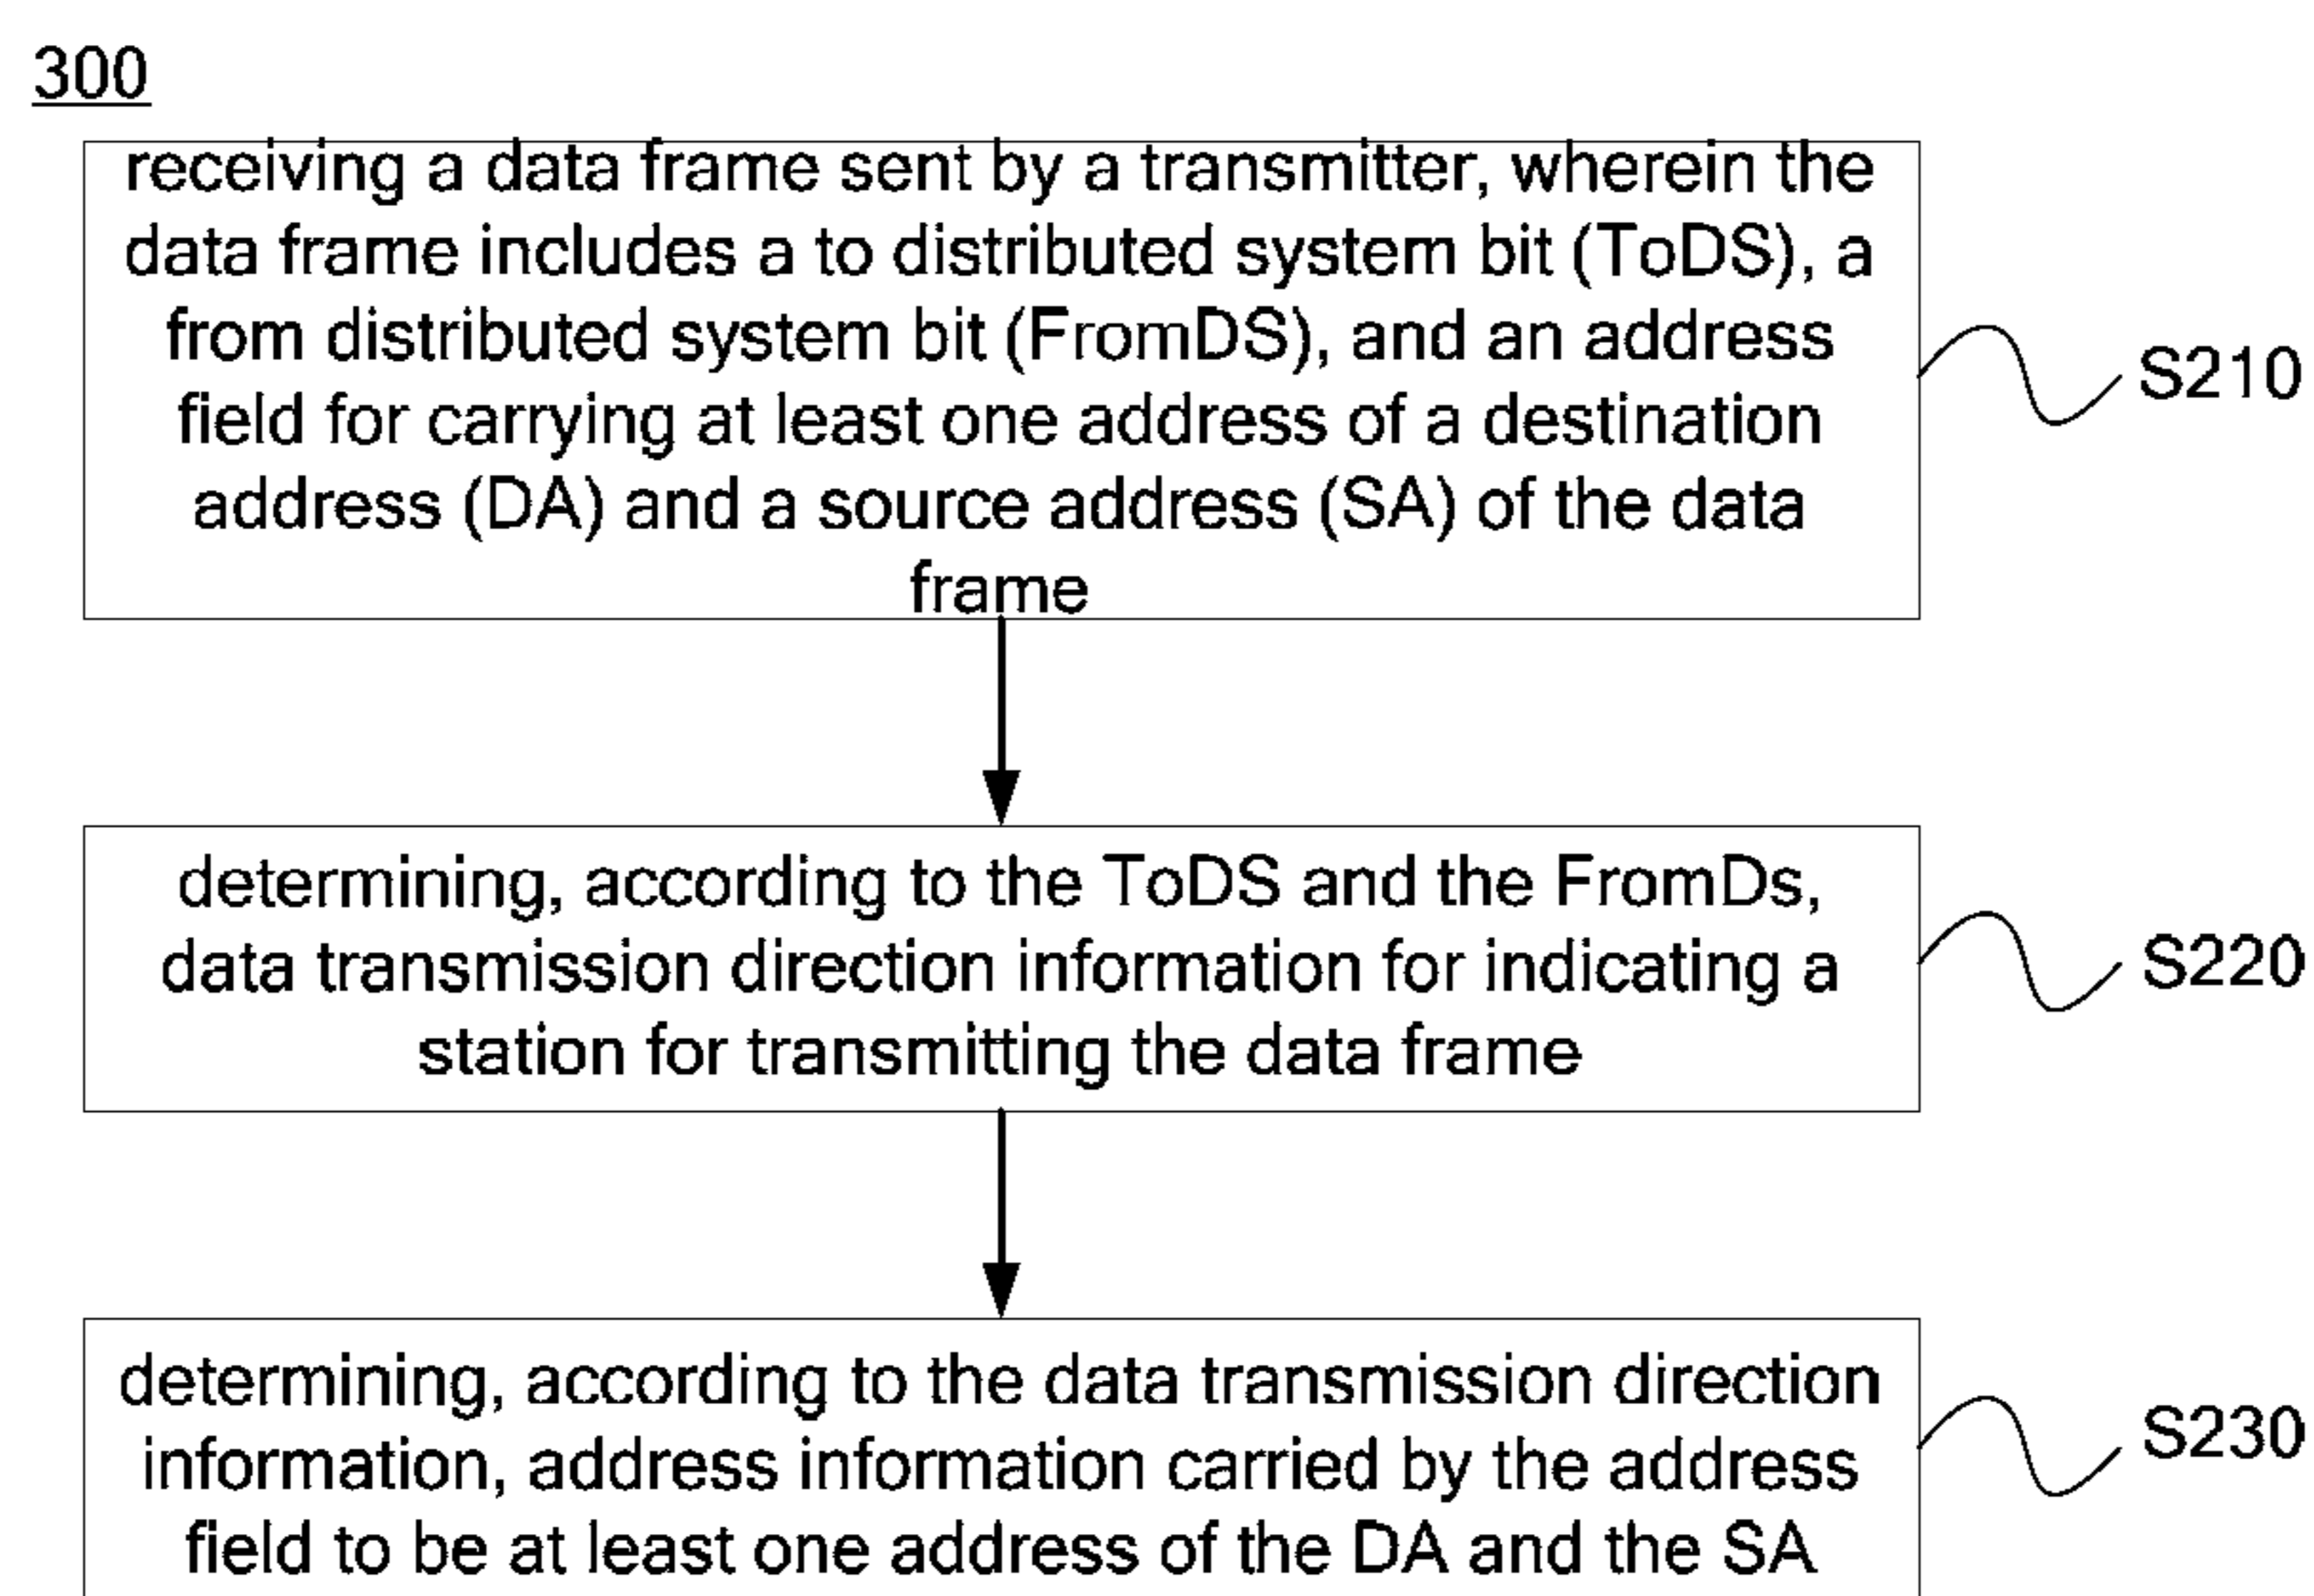 300
receiving a data frame sent by a transmitter, wherein the
data frame includes a to distributed system bit (ToDS), a
from distributed system bit (FromDS), and an address
field for carrying at least one address of a destination
address (DA) and a source address (SA) of the data
frame
S210
determining, according to the ToDS and the FromDs,
data transmission direction information for indicating a
station for transmitting the data frame
S220
determining, according to the data transmission direction
information, address information carried by the address
field to be at least one address of the DA and the SA
S230